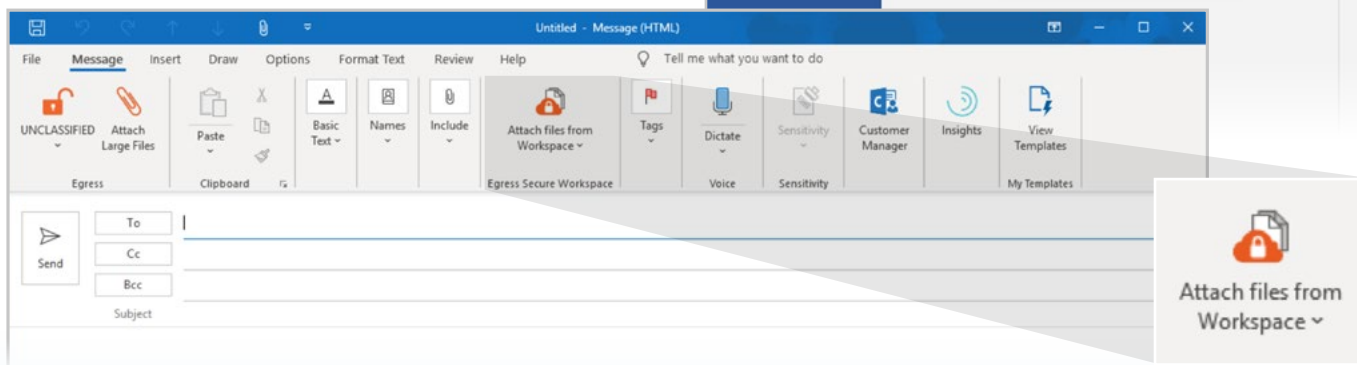 Untitled - Message (HTML)
File Message Insert Draw Options Format Text Review Help Tell me what you want to do
UNCLASSIFIED
Attach
Large Files
Egress
Paste
Clipboard
Basic
Text
Names
Include
Attach files from
Workspace
Egress Secure Workspace
Tags
Dictate
Voice
Sensitivity
Sensitivity
Customer
Manager
Insights
View
Templates
My Templates
Send
To
Cc
Bcc
Subject
Attach files from
Workspace